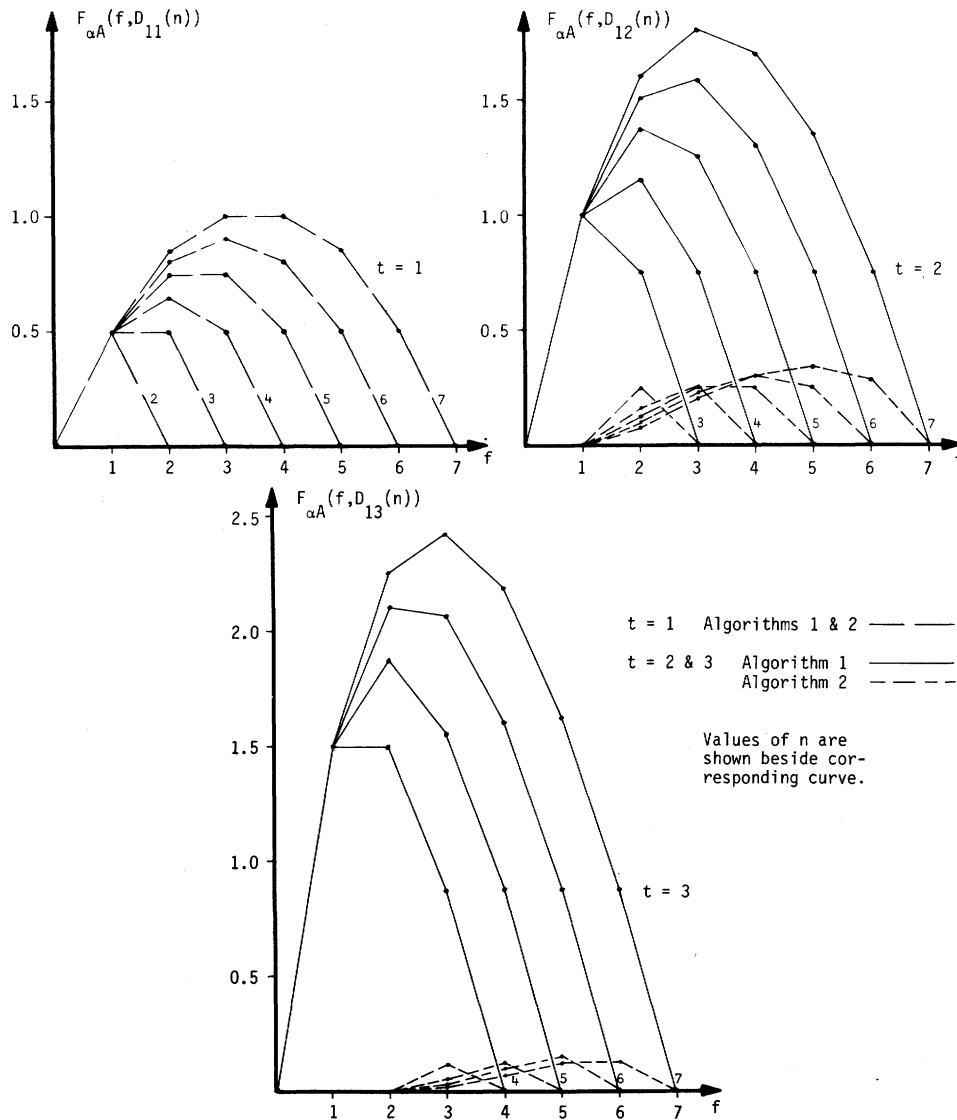 F_αA(f,D_11(n))
1.5
1.0
0.5
t = 1
2 3 4 5 6 7
1 2 3 4 5 6 7 f
F_αA(f,D_12(n))
1.5
1.0
0.5
t = 2
3 4 5 6 7
1 2 3 4 5 6 7
F_αA(f,D_13(n))
2.5
2.0
1.5
1.0
0.5
t = 3
4 5 6 7
1 2 3 4 5 6 7 f
t = 1 Algorithms 1 & 2
t = 2 & 3 Algorithm 1
Algorithm 2
Values of n are
shown beside cor-
responding curve.